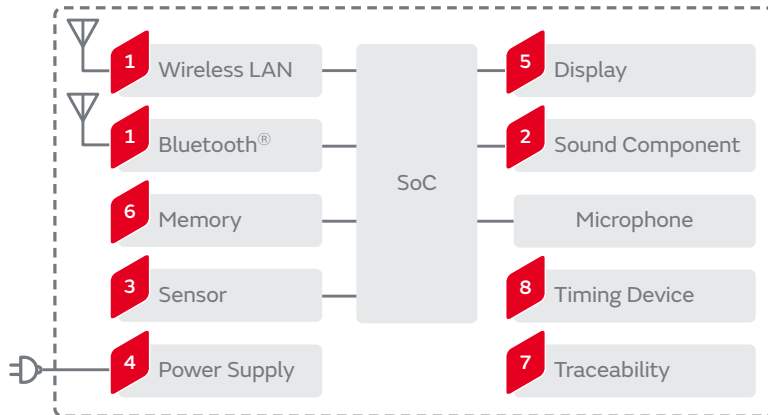 1 Wireless LAN
1 Bluetooth®
6 Memory
3 Sensor
4 Power Supply
SoC
5 Display
2 Sound Component
Microphone
8 Timing Device
7 Traceability